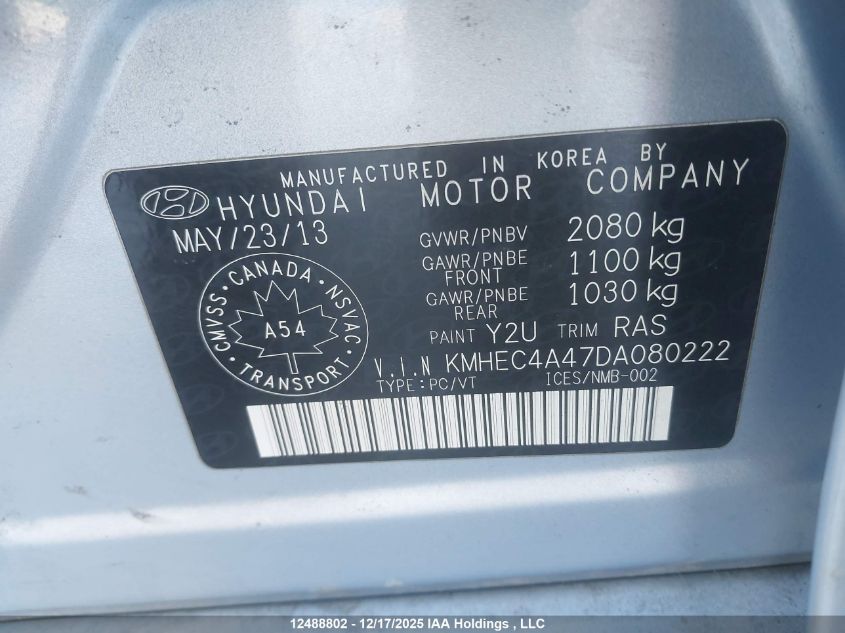 MANUFACTURED IN KOREA BY
HYUNDAI MOTOR COMPANY
MAY/23/13
GVWR/PNBV 2080 kg
GAWR/PNBE FRONT 1100 kg
GAWR/PNBE REAR 1030 kg
PAINT Y2U TRIM RAS
V.I.N KMHEC4A47DA080222
TYPE:PC/VT ICES/NMB-002
CMVSS · CANADA · NSVAC · TRANSPORT ·
A54
12488802 - 12/17/2025 IAA Holdings , LLC